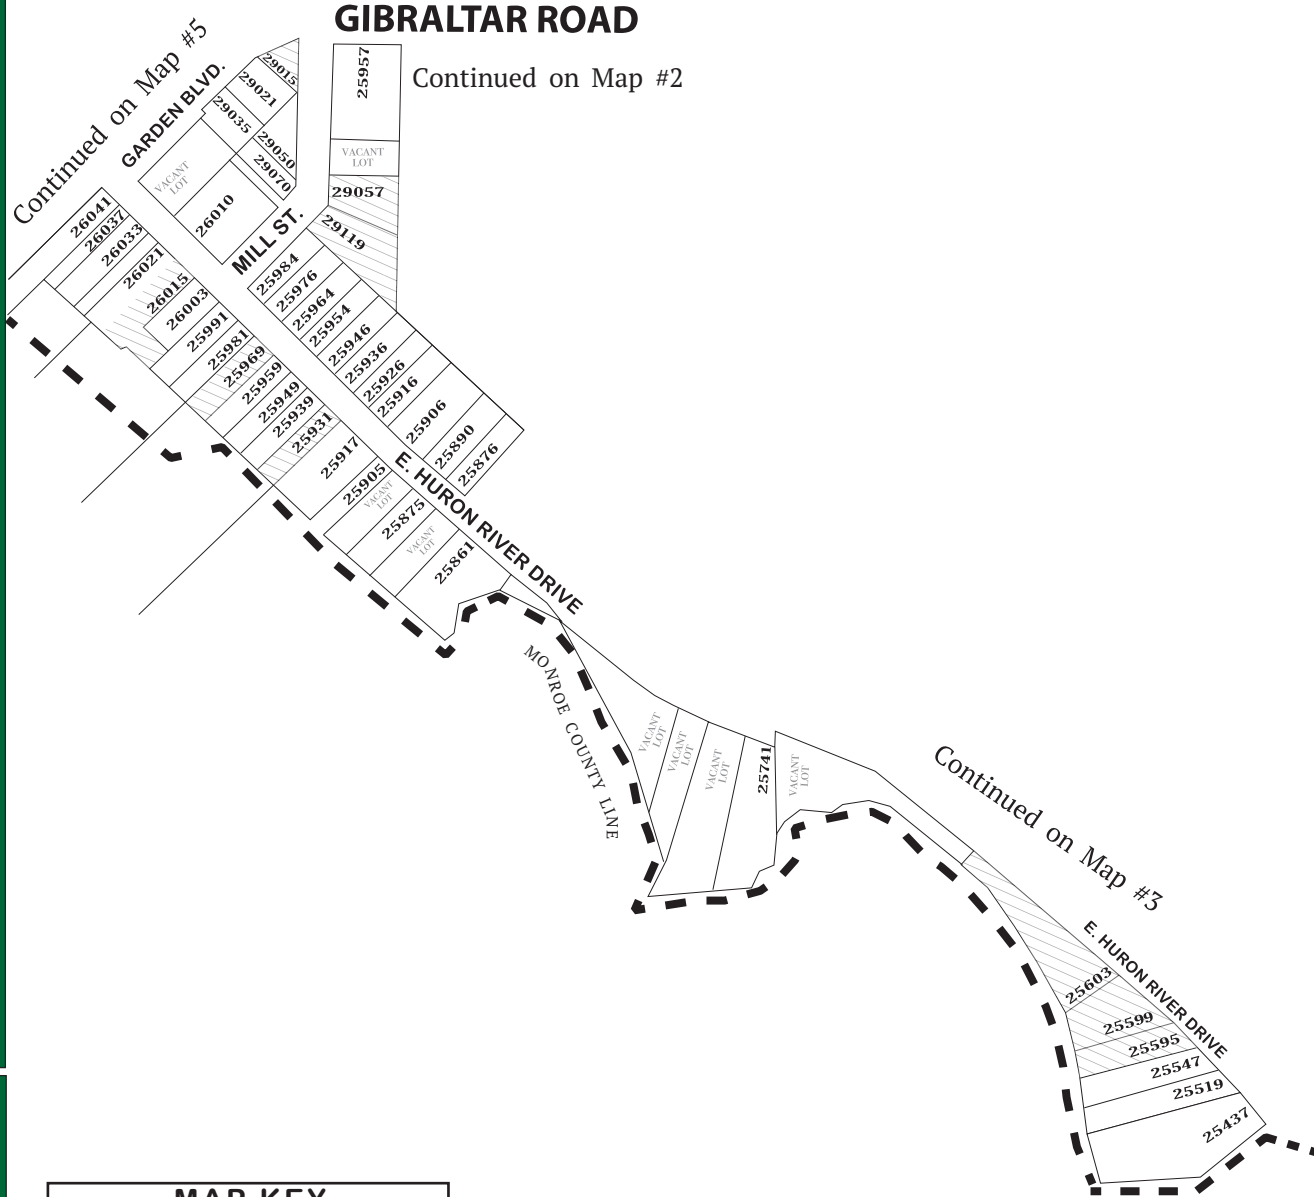 GIBRALTAR ROAD
Continued on Map #5
Continued on Map #2
GARDEN BLVD.
29015
29021
29035
29050
29070
VACANT
LOT
26010
25957
VACANT
LOT
29057
29119
MILL ST.
26041
26037
26033
26021
26015
26003
25991
25981
25969
25959
25949
25939
25931
25917
25905
VACANT
LOT
25875
VACANT
LOT
25861
25984
25976
25964
25954
25946
25936
25926
25916
25906
25890
25876
E. HURON RIVER DRIVE
MONROE COUNTY LINE
VACANT
LOT
VACANT
LOT
VACANT
LOT
25741
VACANT
LOT
Continued on Map #3
E. HURON RIVER DRIVE
25603
25599
25595
25547
25519
25437
MAP KEY